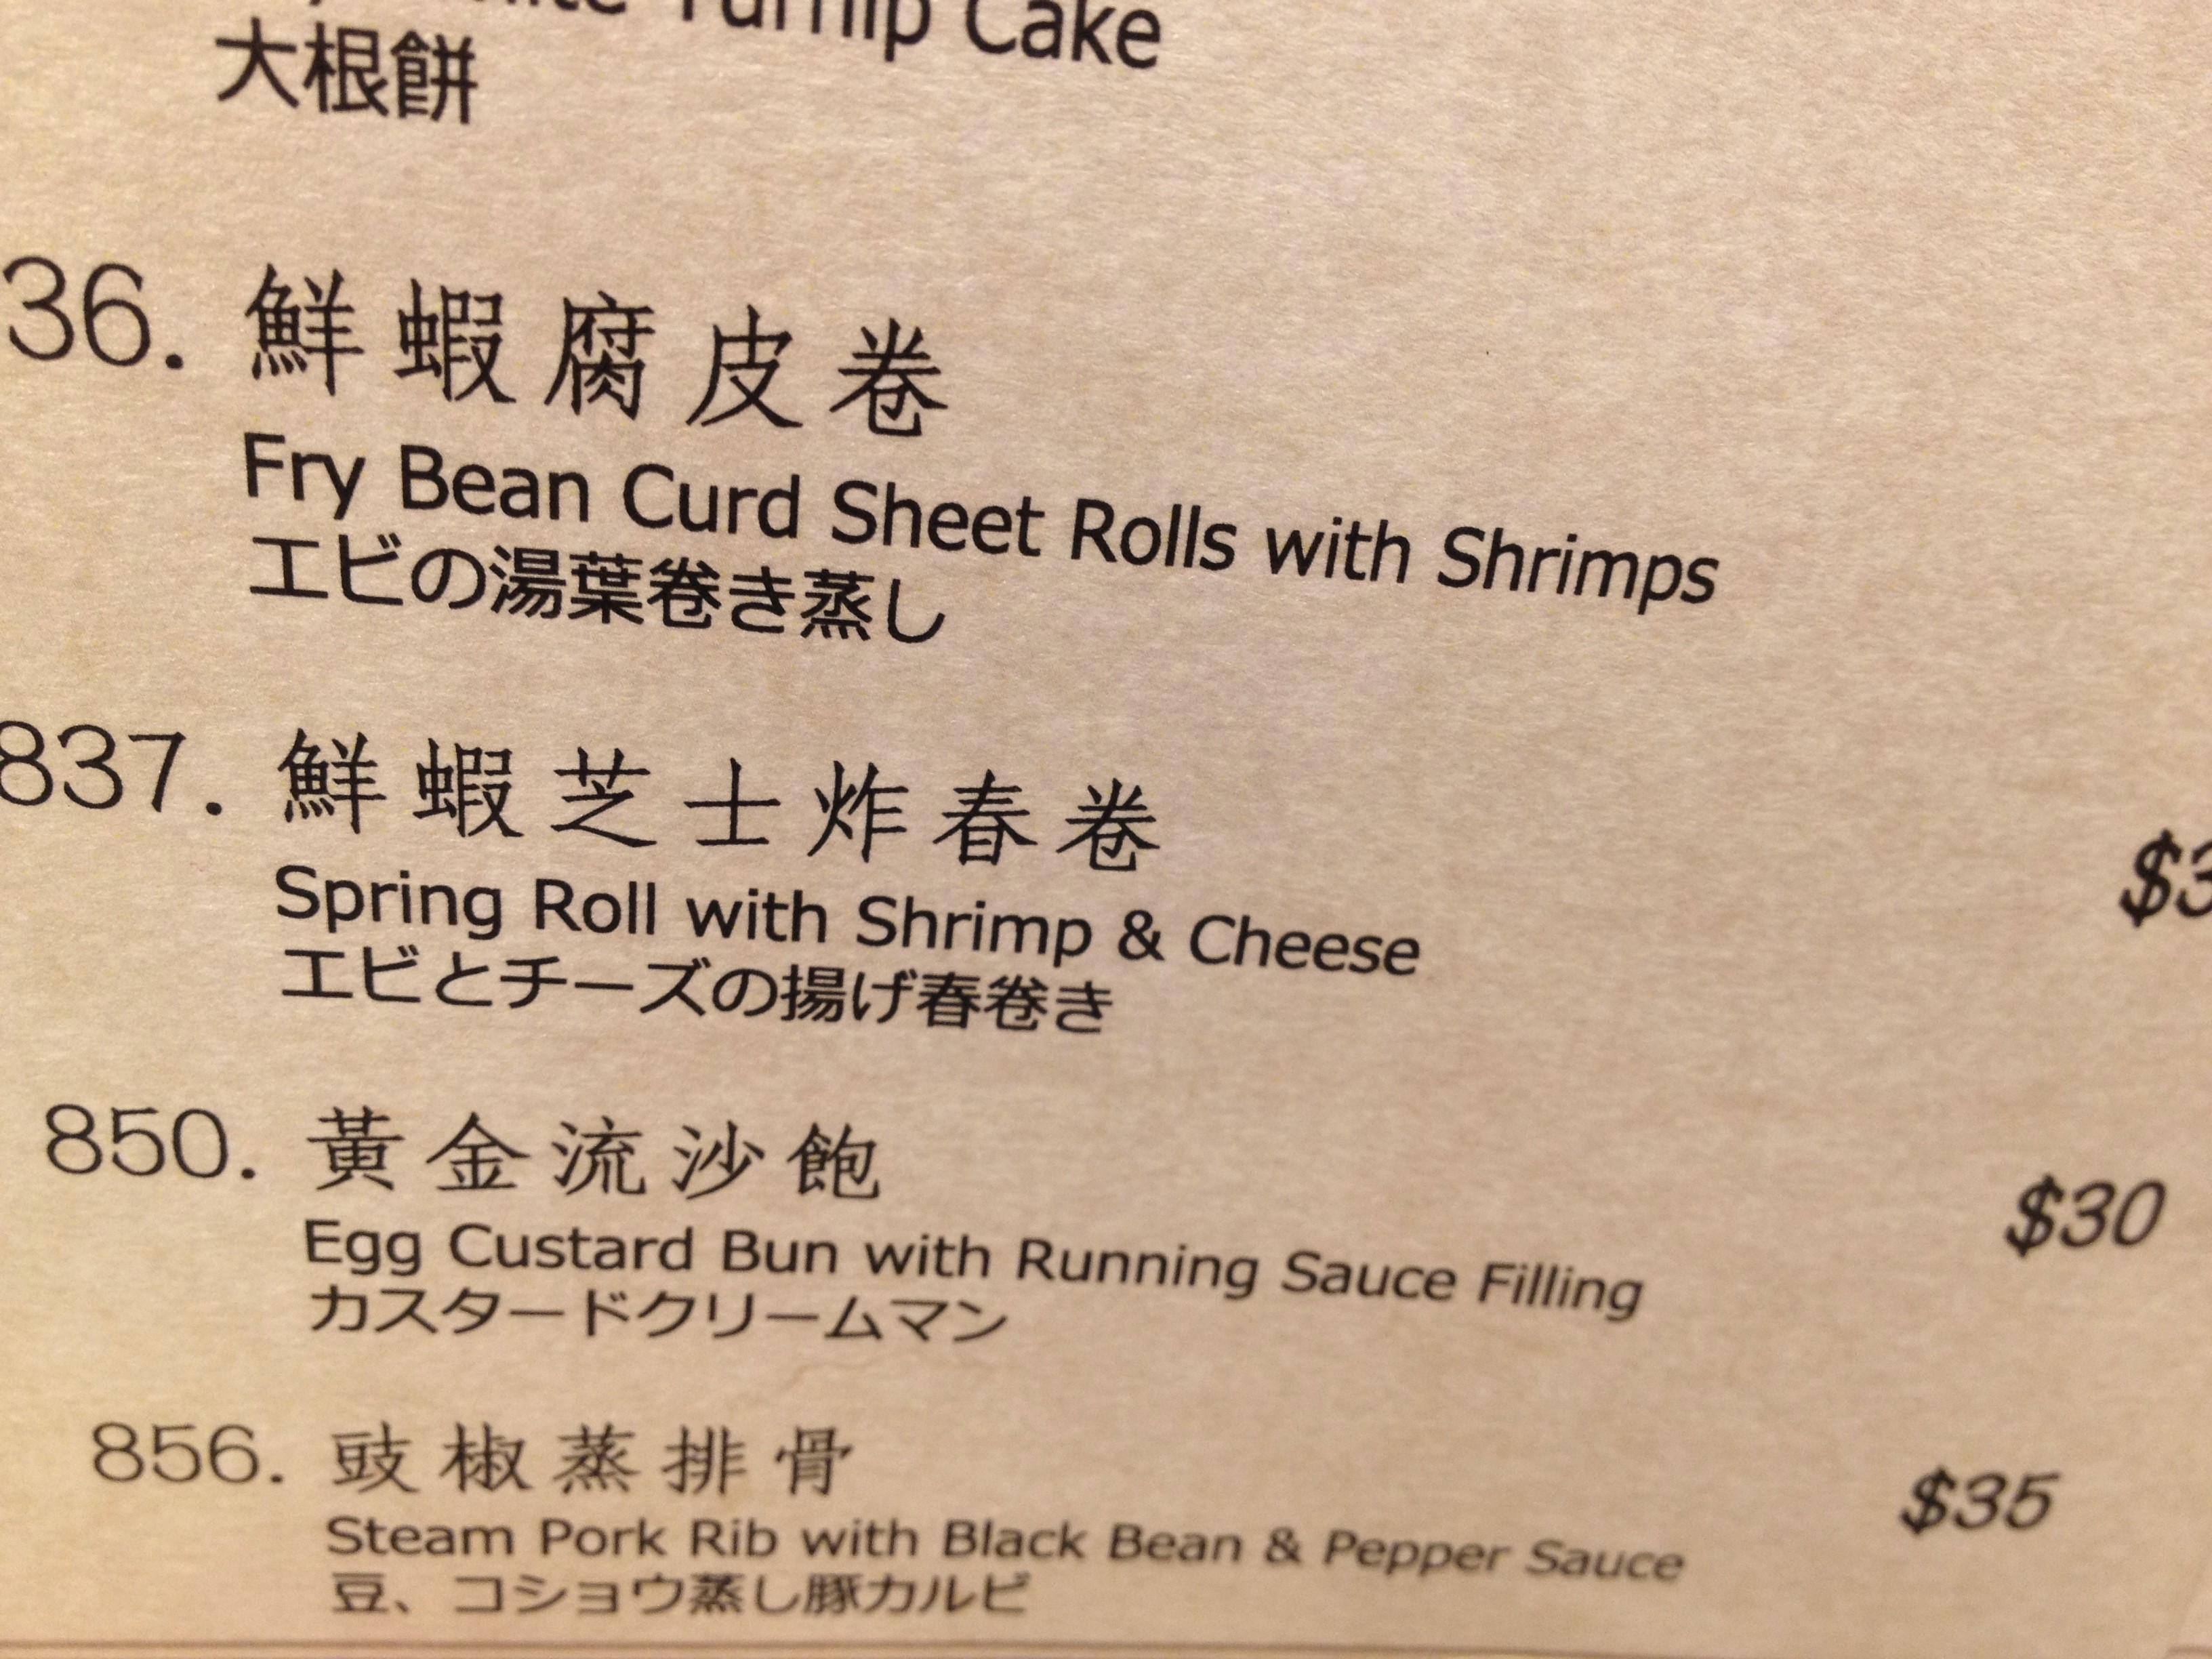 Turnip Cake
大根餅
36. 鮮蝦腐皮卷
Fry Bean Curd Sheet Rolls with Shrimps
エビの湯葉巻き蒸し
837. 鮮蝦芝士炸春卷
Spring Roll with Shrimp & Cheese
エビとチーズの揚げ春巻き
850. 黃金流沙飽 $30
Egg Custard Bun with Running Sauce Filling
カスタードクリームマン
856. 豉椒蒸排骨 $35
Steam Pork Rib with Black Bean & Pepper Sauce
豆、コショウ蒸し豚カルビ